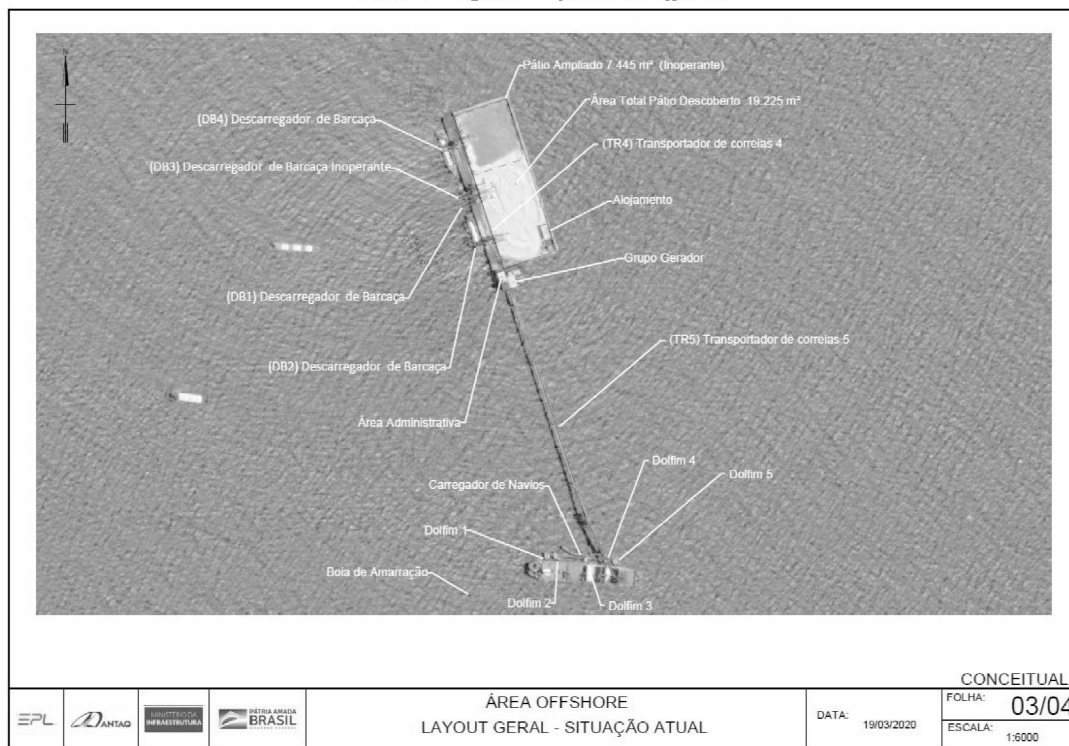 N
Pátio Ampliado 7.445 m² (Inoperante)
Área Total Pátio Descoberto 19.225 m²
(DB4) Descarregador de Barcaça
(TR4) Transportador de correias 4
(DB3) Descarregador de Barcaça Inoperante
Alojamento
Grupo Gerador
(DB1) Descarregador de Barcaça
(TR5) Transportador de correias 5
(DB2) Descarregador de Barcaça
Área Administrativa
Dolfim 4
Carregador de Navios
Dolfim 5
Dolfim 1
Boia de Amarração
Dolfim 2
Dolfim 3
CONCEITUAL
EPL
ANTAQ
MINISTÉRIO DA
INFRAESTRUTURA
PÁTRIA AMADA
BRASIL
ÁREA OFFSHORE
LAYOUT GERAL - SITUAÇÃO ATUAL
DATA:
19/03/2020
FOLHA:
03/04
ESCALA:
1:6000